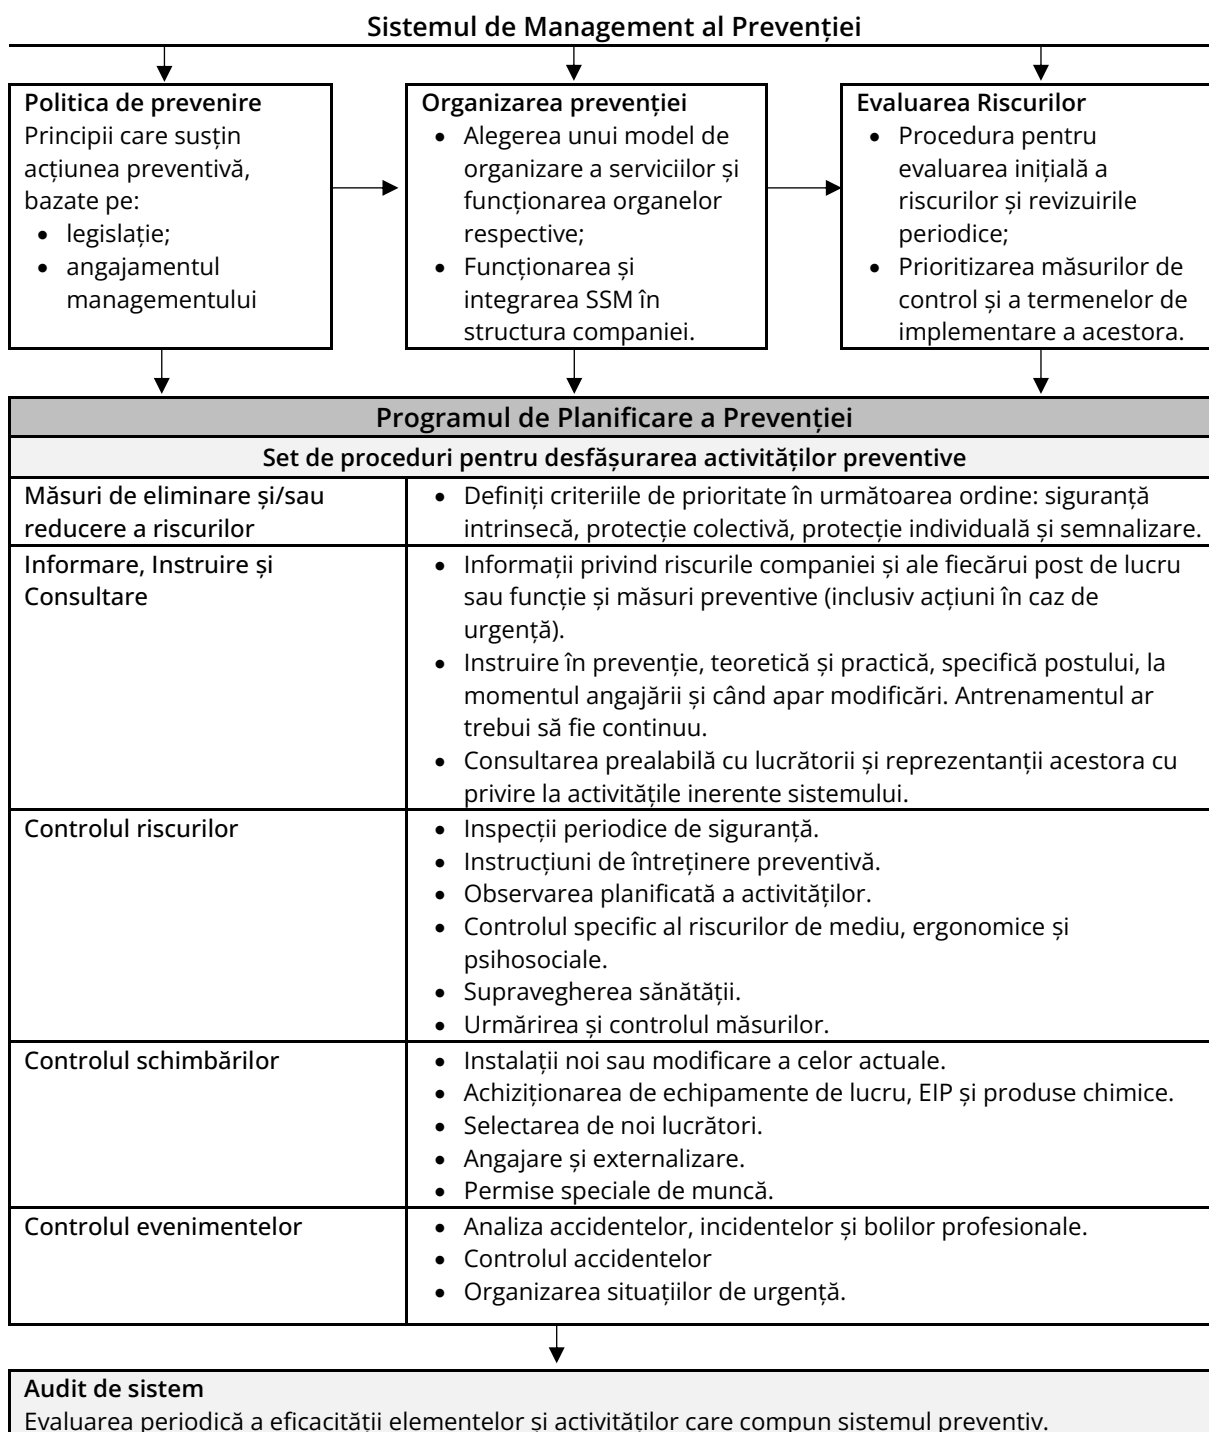 Sistemul de Management al Prevenției
Politica de prevenire
Principii care susțin
acțiunea preventivă,
bazate pe:
• legislație;
• angajamentul
managementului
Organizarea prevenției
• Alegerea unui model de
organizare a serviciilor și
funcționarea organelor
respective;
• Funcționarea și
integrarea SSM în
structura companiei.
Evaluarea Riscurilor
• Procedura pentru
evaluarea inițială a
riscurilor și revizuirile
periodice;
• Prioritizarea măsurilor de
control și a termenelor de
implementare a acestora.
Programul de Planificare a Prevenției
Set de proceduri pentru desfășurarea activităților preventive
Măsuri de eliminare și/sau
reducere a riscurilor
• Definiți criteriile de prioritate în următoarea ordine: siguranță
intrinsecă, protecție colectivă, protecție individuală și semnalizare.
Informare, Instruire și
Consultare
• Informații privind riscurile companiei și ale fiecărui post de lucru
sau funcție și măsuri preventive (inclusiv acțiuni în caz de
urgență).
• Instruire în prevenție, teoretică și practică, specifică postului, la
momentul angajării și când apar modificări. Antrenamentul ar
trebui să fie continuu.
• Consultarea prealabilă cu lucrătorii și reprezentanții acestora cu
privire la activitățile inerente sistemului.
Controlul riscurilor
• Inspecții periodice de siguranță.
• Instrucțiuni de întreținere preventivă.
• Observarea planificată a activităților.
• Controlul specific al riscurilor de mediu, ergonomice și
psihosociale.
• Supravegherea sănătății.
• Urmărirea și controlul măsurilor.
Controlul schimbărilor
• Instalații noi sau modificare a celor actuale.
• Achiziționarea de echipamente de lucru, EIP și produse chimice.
• Selectarea de noi lucrători.
• Angajare și externalizare.
• Permise speciale de muncă.
Controlul evenimentelor
• Analiza accidentelor, incidentelor și bolilor profesionale.
• Controlul accidentelor
• Organizarea situațiilor de urgență.
Audit de sistem
Evaluarea periodică a eficacității elementelor și activităților care compun sistemul preventiv.